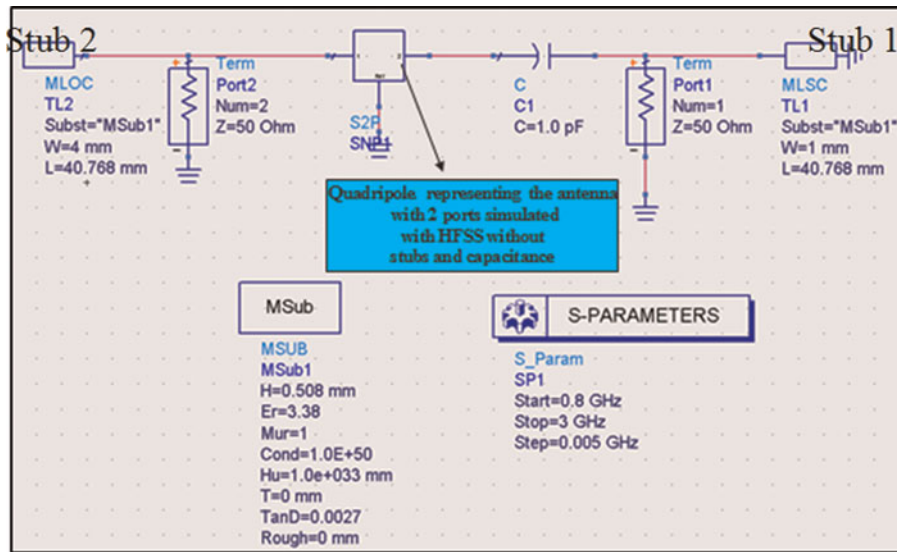 Stub 2
Stub 1
MLOC
TL2
Subst="MSub1"
W=4 mm
L=40.768 mm
Term
Port2
Num=2
Z=50 Ohm
1
2
Ref
S2P
SNP1
C
C1
C=1.0 pF
Term
Port1
Num=1
Z=50 Ohm
MLSC
TL1
Subst="MSub1"
W=1 mm
L=40.768 mm
Quadripole representing the antenna
with 2 ports simulated
with HFSS without
stubs and capacitance
MSub
MSUB
MSub1
H=0.508 mm
Er=3.38
Mur=1
Cond=1.0E+50
Hu=1.0e+033 mm
T=0 mm
TanD=0.0027
Rough=0 mm
S-PARAMETERS
S_Param
SP1
Start=0.8 GHz
Stop=3 GHz
Step=0.005 GHz